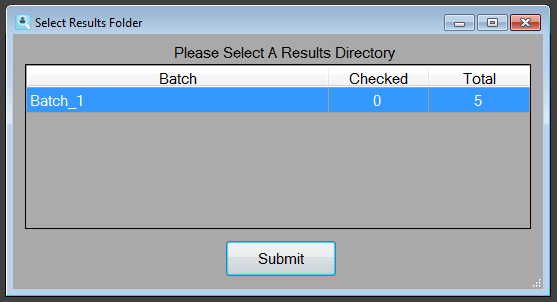 Select Results Folder
Please Select A Results Directory
Batch Checked Total
Batch_1 0 5
Submit